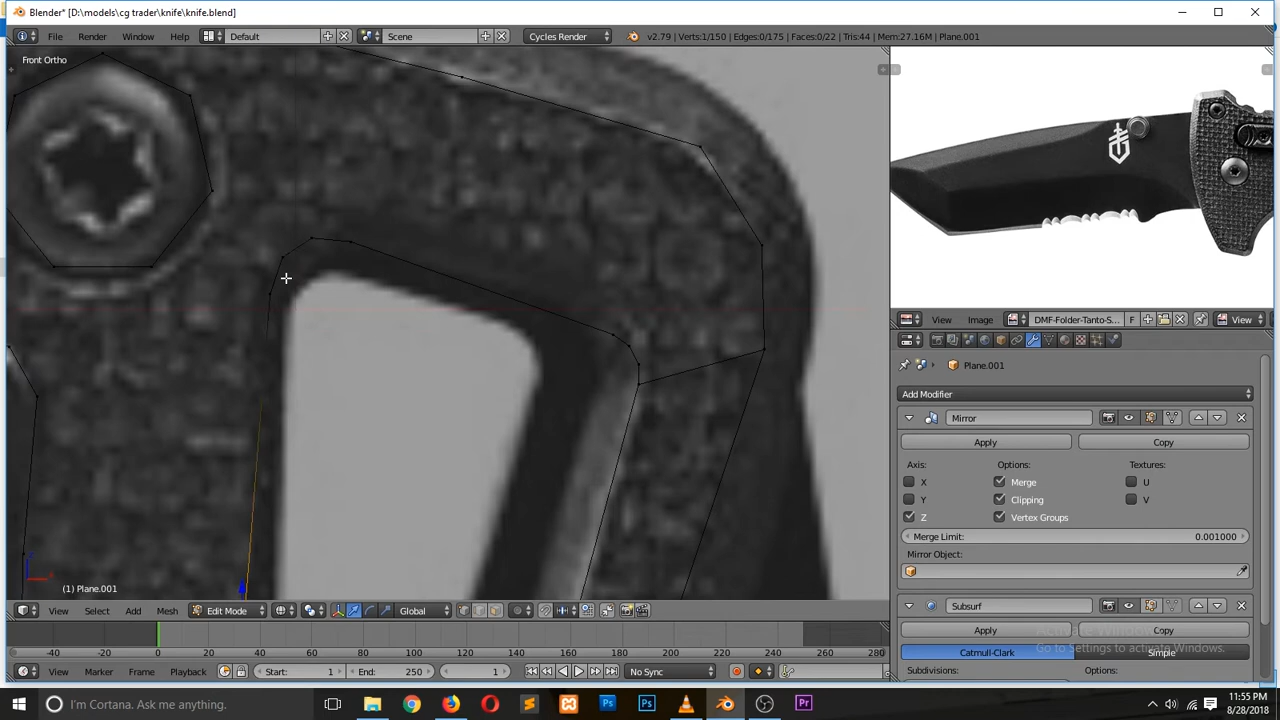 Blender* [D:\models\cg trader\knife\knife.blend]
File Render Window Help Default Scene Cycles Render v2.79 | Verts:1/150 | Edges:0/175 | Faces:0/22 | Tris:44 | Mem:27.16M | Plane.001
Front Ortho
View Image DMF-Folder-Tanto-S... F View
Plane.001
Add Modifier
Mirror
Apply Copy
Axis: Options: Textures:
X Merge U
Y Clipping V
Z Vertex Groups
Merge Limit: 0.001000
Mirror Object:
(1) Plane.001
View Select Add Mesh Edit Mode Global
Subsurf
Apply Copy
Activate Windows
Go to Settings to activate Windows.
Catmull-Clark Simple
Subdivisions: Options:
-40 -20 0 20 40 60 80 100 120 140 160 180 200 220 240 260 280
View Marker Frame Playback Start: 1 End: 250 1 No Sync
I'm Cortana. Ask me anything.
11:55 PM
8/28/2018